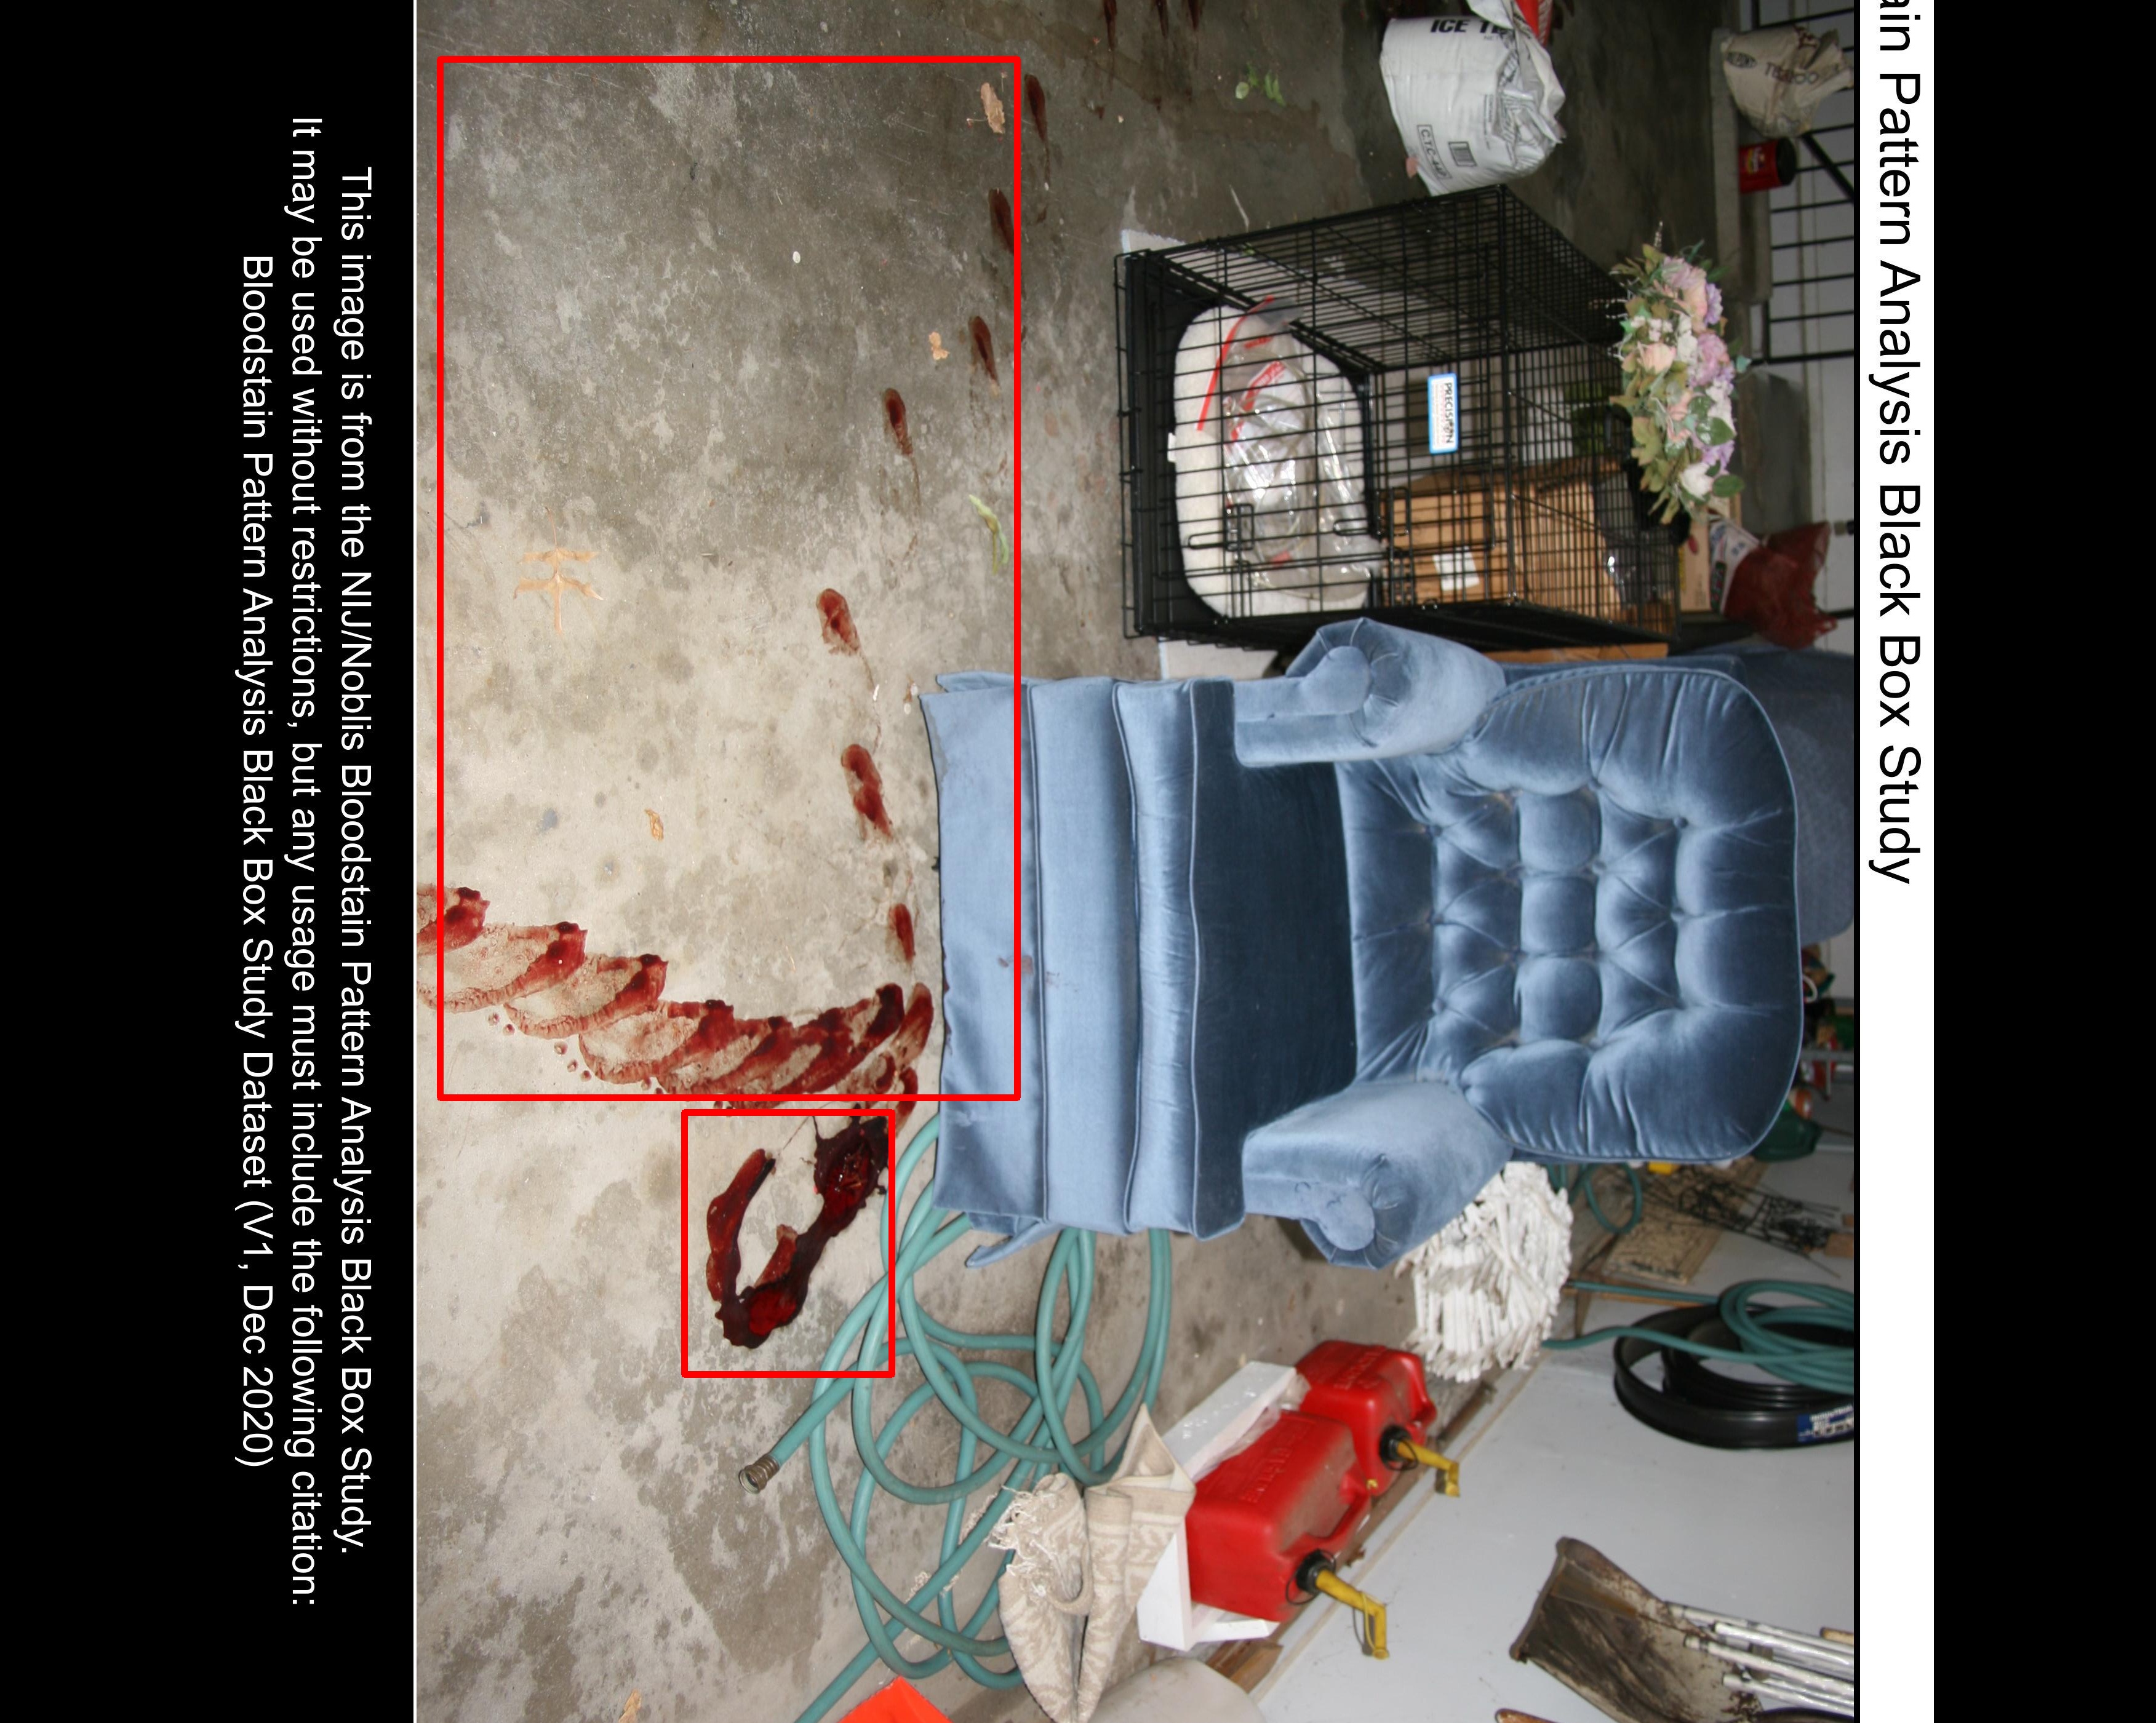 ain Pattern Analysis Black Box Study
ICE
PRECISION
This image is from the NIJ/Noblis Bloodstain Pattern Analysis Black Box Study.
It may be used without restrictions, but any usage must include the following citation:
Bloodstain Pattern Analysis Black Box Study Dataset (V1, Dec 2020)